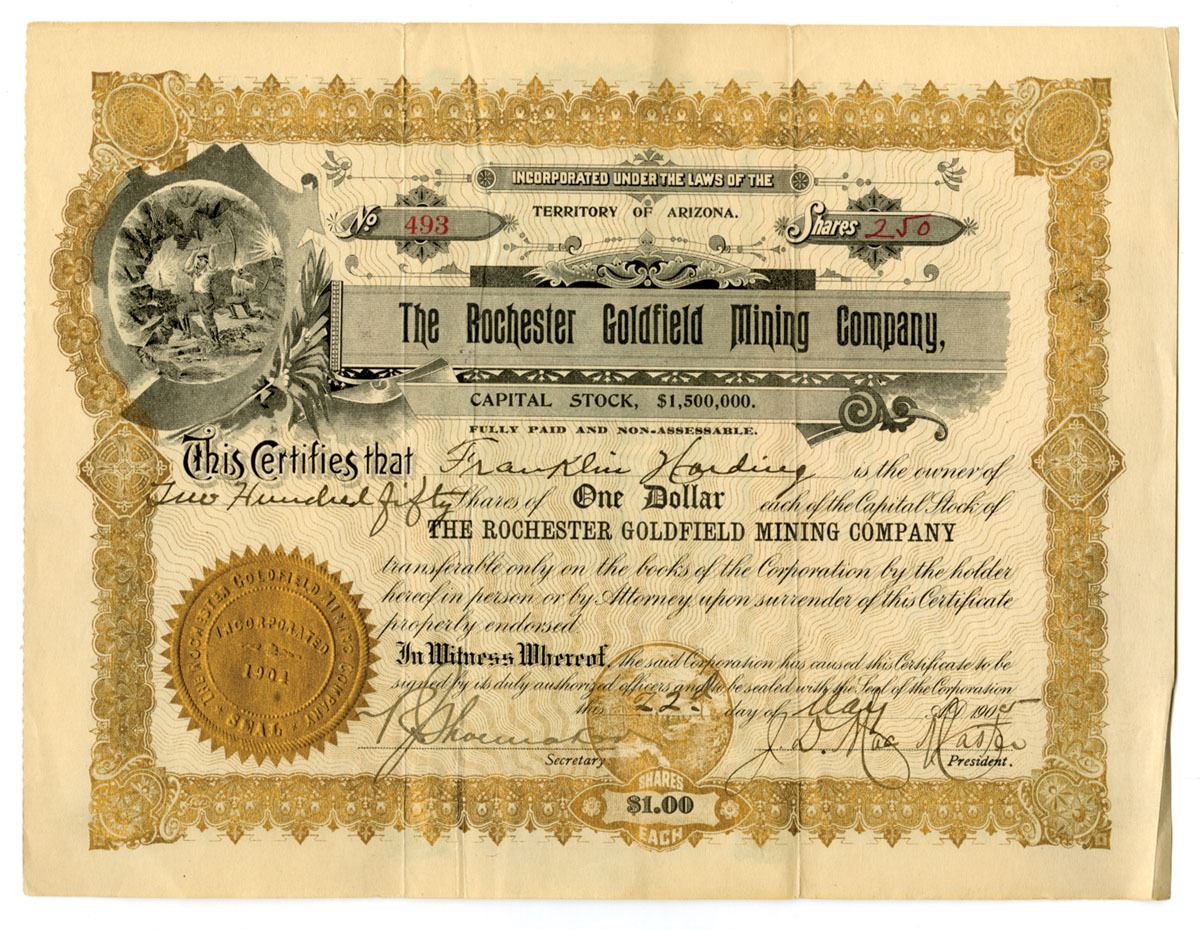 INCORPORATED UNDER THE LAWS OF THE
TERRITORY OF ARIZONA.
No. 493
Shares 250
The Rochester Goldfield Mining Company,
CAPITAL STOCK, $1,500,000.
FULLY PAID AND NON-ASSESSABLE.
This Certifies that Franklin Harding is the owner of
Two Hundred fifty Shares of One Dollar each of the Capital Stock of
THE ROCHESTER GOLDFIELD MINING COMPANY
transferable only on the books of the Corporation by the holder
hereof in person or by Attorney upon surrender of this Certificate
properly endorsed.
In Witness Whereof, the said Corporation has caused this Certificate to be
signed by its duly authorized officers and to be sealed with the Seal of the Corporation
this 22. day of May AD 1905
Shoemaker
J. D. Mac Master
Secretary
President.
THE ROCHESTER GOLDFIELD MINING COMPANY
INCORPORATED
1904
SEAL
SHARES
$1.00
EACH